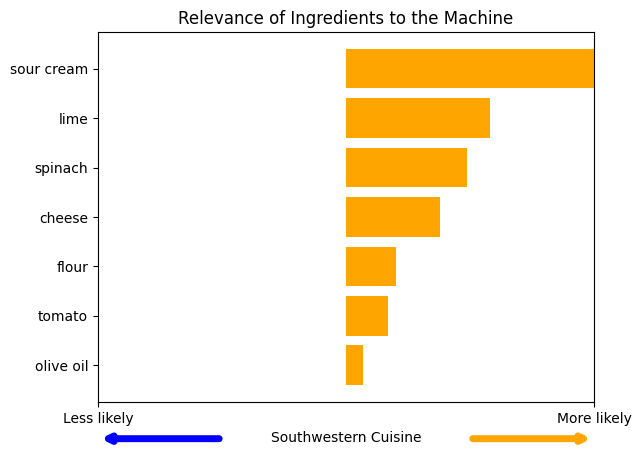 Relevance of Ingredients to the Machine
sour cream
lime
spinach
cheese
flour
tomato
olive oil
Less likely More likely
Southwestern Cuisine